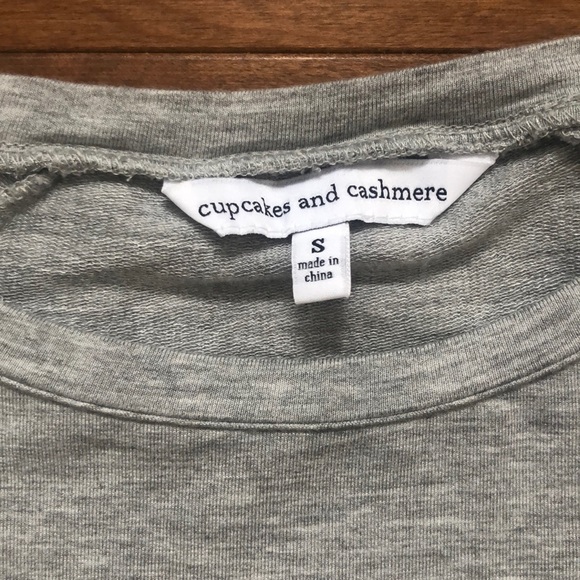 cupcakes and cashmere
S
made in
china